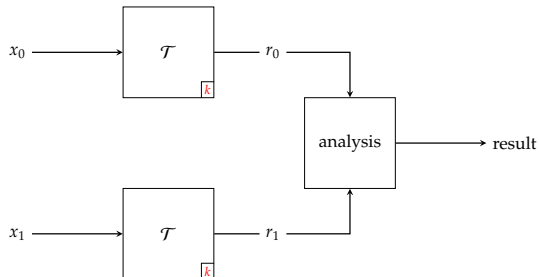 x₀ 𝒯 r₀
k
analysis result
x₁ 𝒯 r₁
k